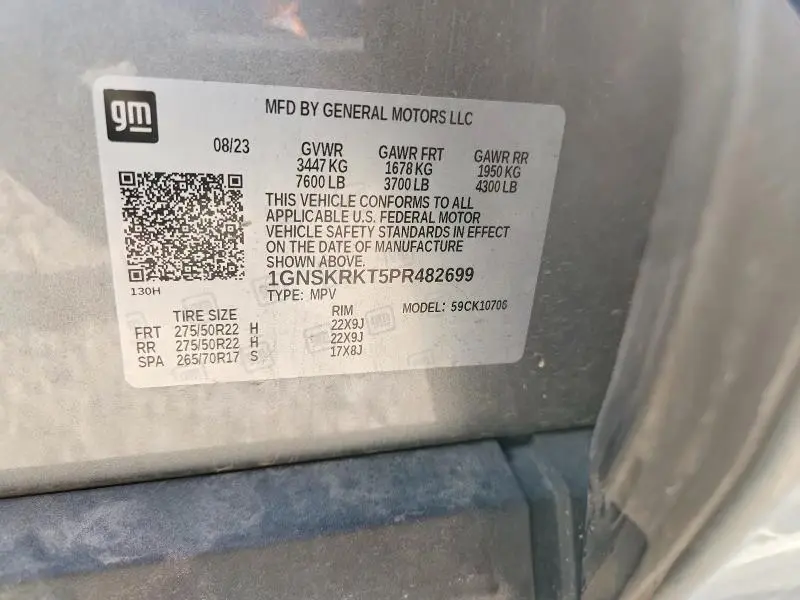 gm
MFD BY GENERAL MOTORS LLC
08/23 GVWR GAWR FRT GAWR RR
3447 KG 1678 KG 1950 KG
7600 LB 3700 LB 4300 LB
THIS VEHICLE CONFORMS TO ALL
APPLICABLE U.S. FEDERAL MOTOR
VEHICLE SAFETY STANDARDS IN EFFECT
ON THE DATE OF MANUFACTURE
SHOWN ABOVE.
1GNSKRKT5PR482699
130H
TYPE: MPV MODEL: 59CK10706
TIRE SIZE RIM
FRT 275/50R22 H 22X9J
RR 275/50R22 H 22X9J
SPA 265/70R17 S 17X8J